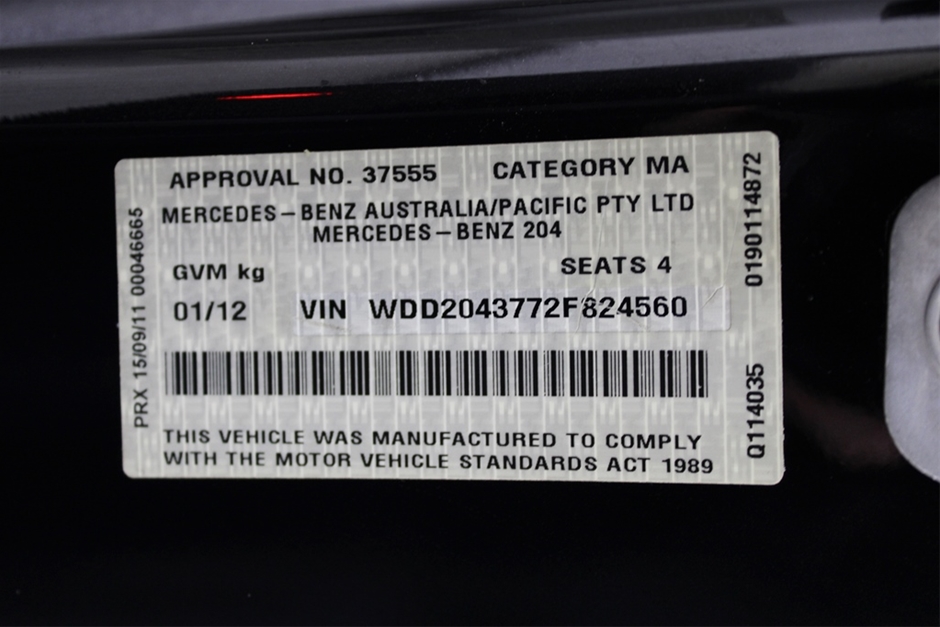 APPROVAL NO. 37555 CATEGORY MA
MERCEDES-BENZ AUSTRALIA/PACIFIC PTY LTD
MERCEDES-BENZ 204
GVM kg SEATS 4
01/12 VIN WDD2043772F824560
THIS VEHICLE WAS MANUFACTURED TO COMPLY
WITH THE MOTOR VEHICLE STANDARDS ACT 1989
PRX 15/09/11 00046665
0190114872
Q114035